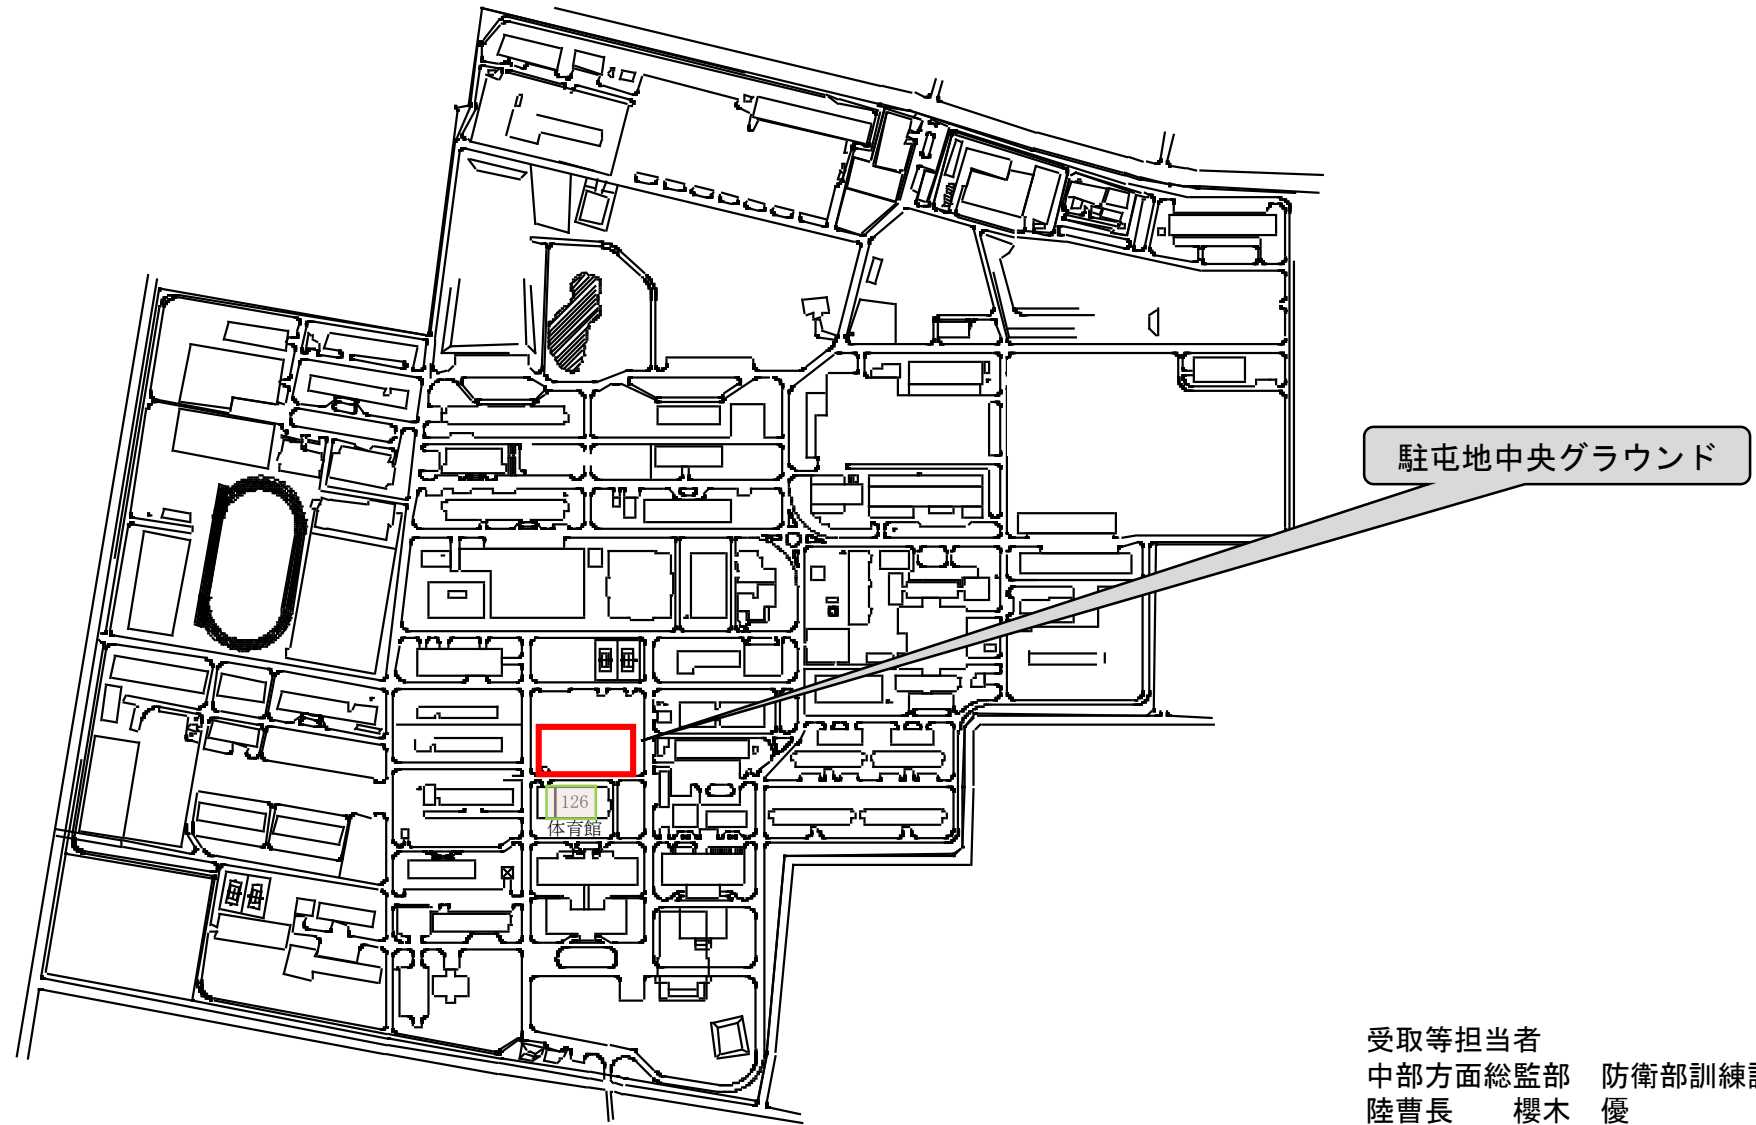 駐屯地中央グラウンド
126
体育館
受取等担当者
中部方面総監部　防衛部訓練
陸曹長　　櫻木　優